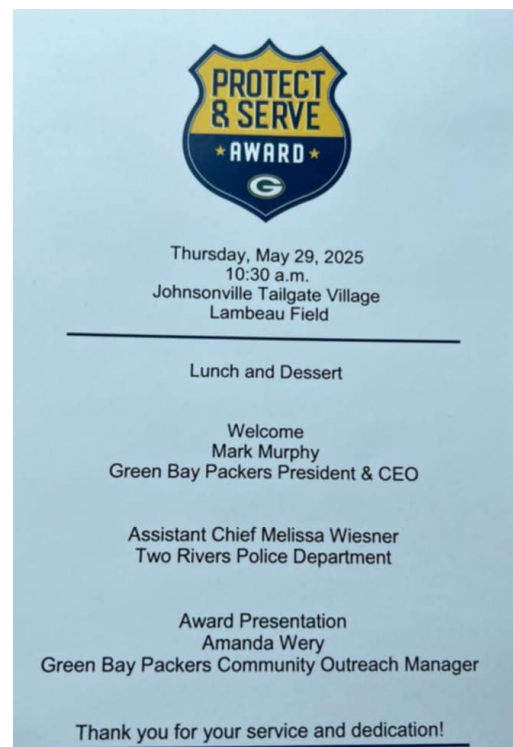 PROTECT
& SERVE
AWARD
G
Thursday, May 29, 2025
10:30 a.m.
Johnsonville Tailgate Village
Lambeau Field
Lunch and Dessert
Welcome
Mark Murphy
Green Bay Packers President & CEO
Assistant Chief Melissa Wiesner
Two Rivers Police Department
Award Presentation
Amanda Wery
Green Bay Packers Community Outreach Manager
Thank you for your service and dedication!